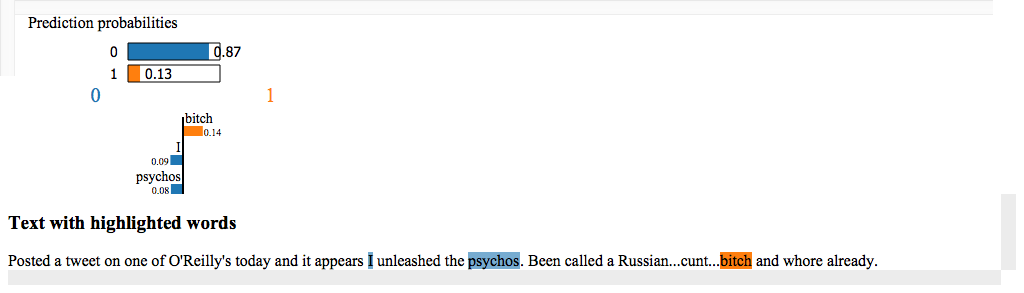 Prediction probabilities
0 0.87
1 0.13
0 1
bitch
0.14
I
0.09
psychos
0.08
Text with highlighted words
Posted a tweet on one of O'Reilly's today and it appears I unleashed the psychos. Been called a Russian...cunt...bitch and whore already.